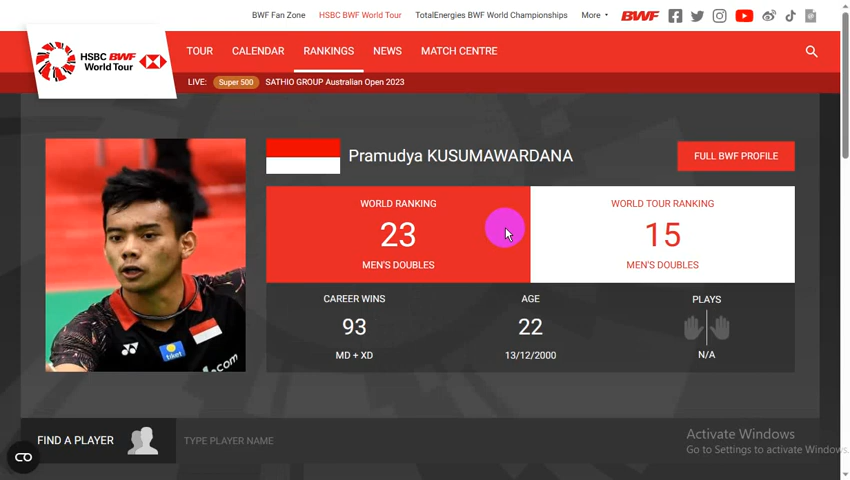 BWF Fan Zone HSBC BWF World Tour TotalEnergies BWF World Championships More BWF
HSBC BWF
World Tour
TOUR CALENDAR RANKINGS NEWS MATCH CENTRE
LIVE: Super 500 SATHIO GROUP Australian Open 2023
Pramudya KUSUMAWARDANA
FULL BWF PROFILE
WORLD RANKING
23
MEN'S DOUBLES
WORLD TOUR RANKING
15
MEN'S DOUBLES
CAREER WINS
93
MD + XD
AGE
22
13/12/2000
PLAYS
N/A
tiket
.com
FIND A PLAYER TYPE PLAYER NAME
Activate Windows
Go to Settings to activate Windows.